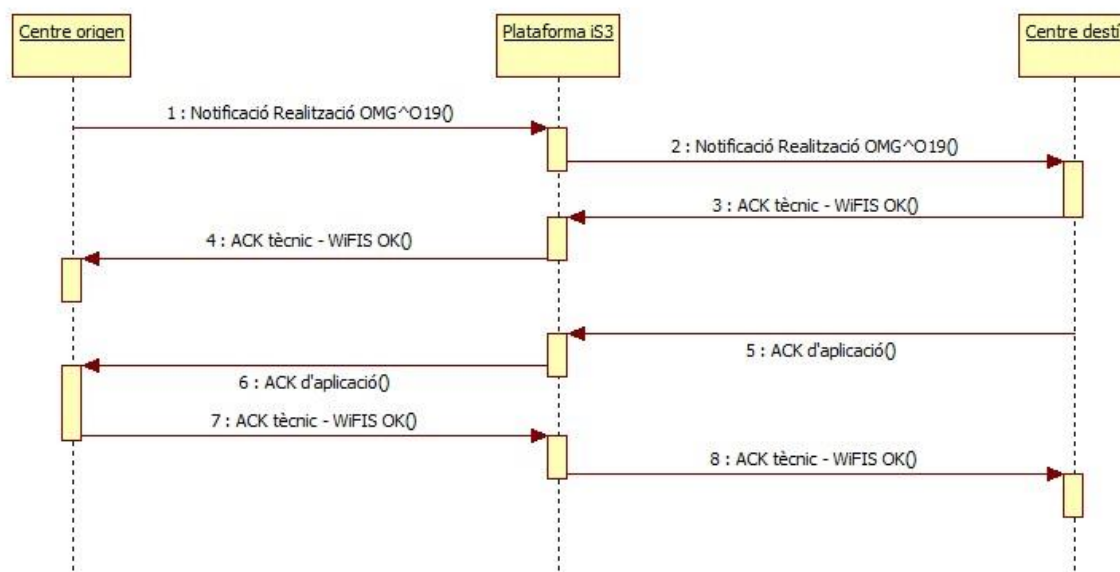 Centre origen
Plataforma iS3
Centre destí
1 : Notificació Realització OMG^O19()
2 : Notificació Realització OMG^O19()
3 : ACK tècnic - WiFIS OK()
4 : ACK tècnic - WiFIS OK()
5 : ACK d'aplicació()
6 : ACK d'aplicació()
7 : ACK tècnic - WiFIS OK()
8 : ACK tècnic - WiFIS OK()